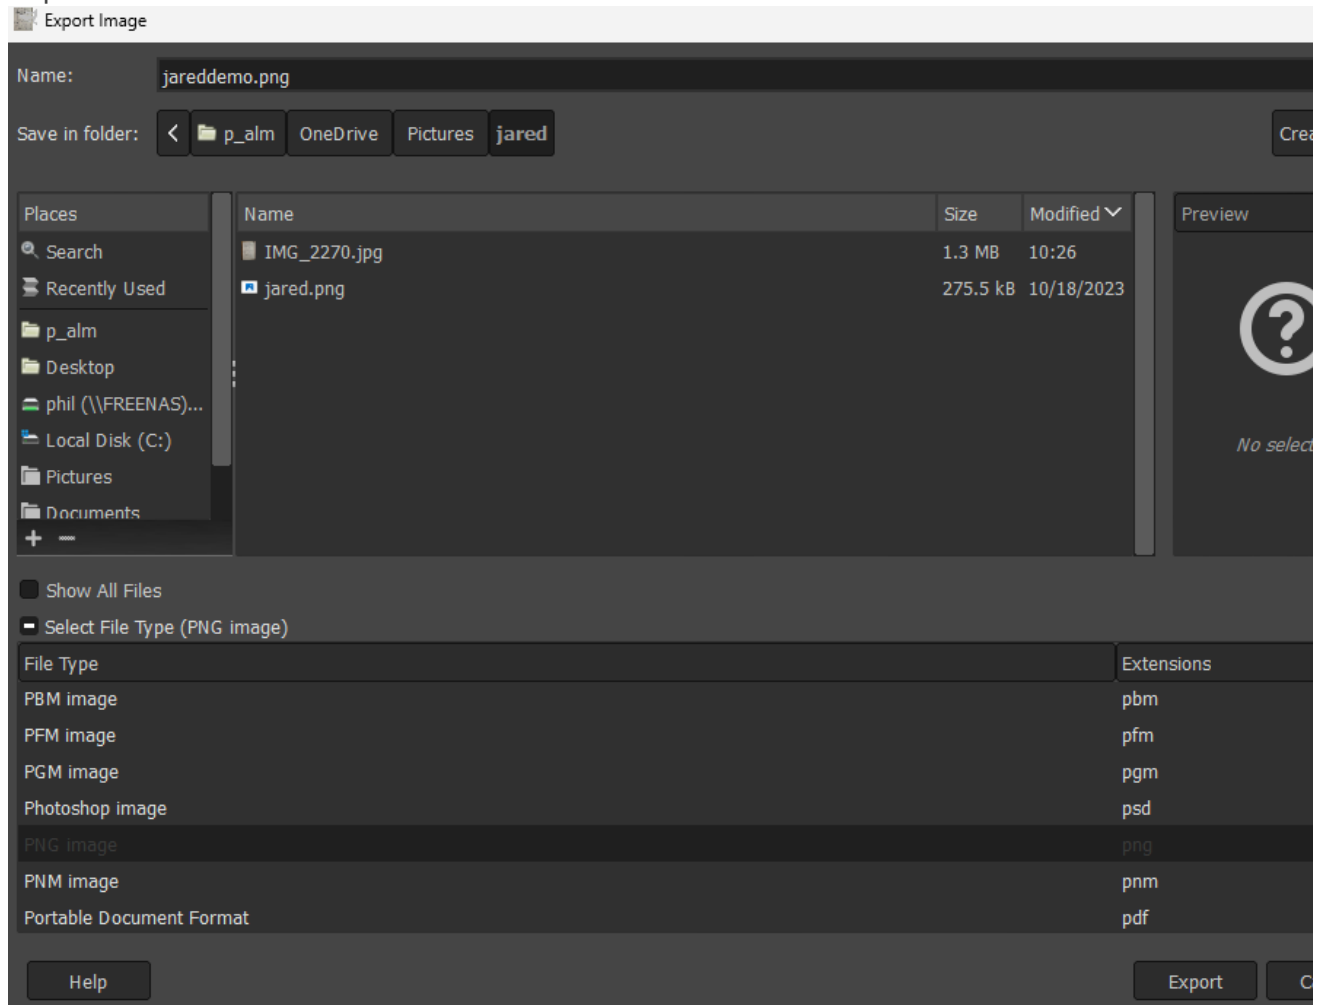 Export Image
Name: jareddemo.png
Save in folder: p_alm OneDrive Pictures jared
Places Name Size Modified Preview
Search IMG_2270.jpg 1.3 MB 10:26
Recently Used jared.png 275.5 kB 10/18/2023
p_alm
Desktop
phil (\\FREENAS)...
Local Disk (C:)
No select
Pictures
Documents
Show All Files
Select File Type (PNG image)
File Type Extensions
PBM image pbm
PFM image pfm
PGM image pgm
Photoshop image psd
PNG image png
PNM image pnm
Portable Document Format pdf
Help Export